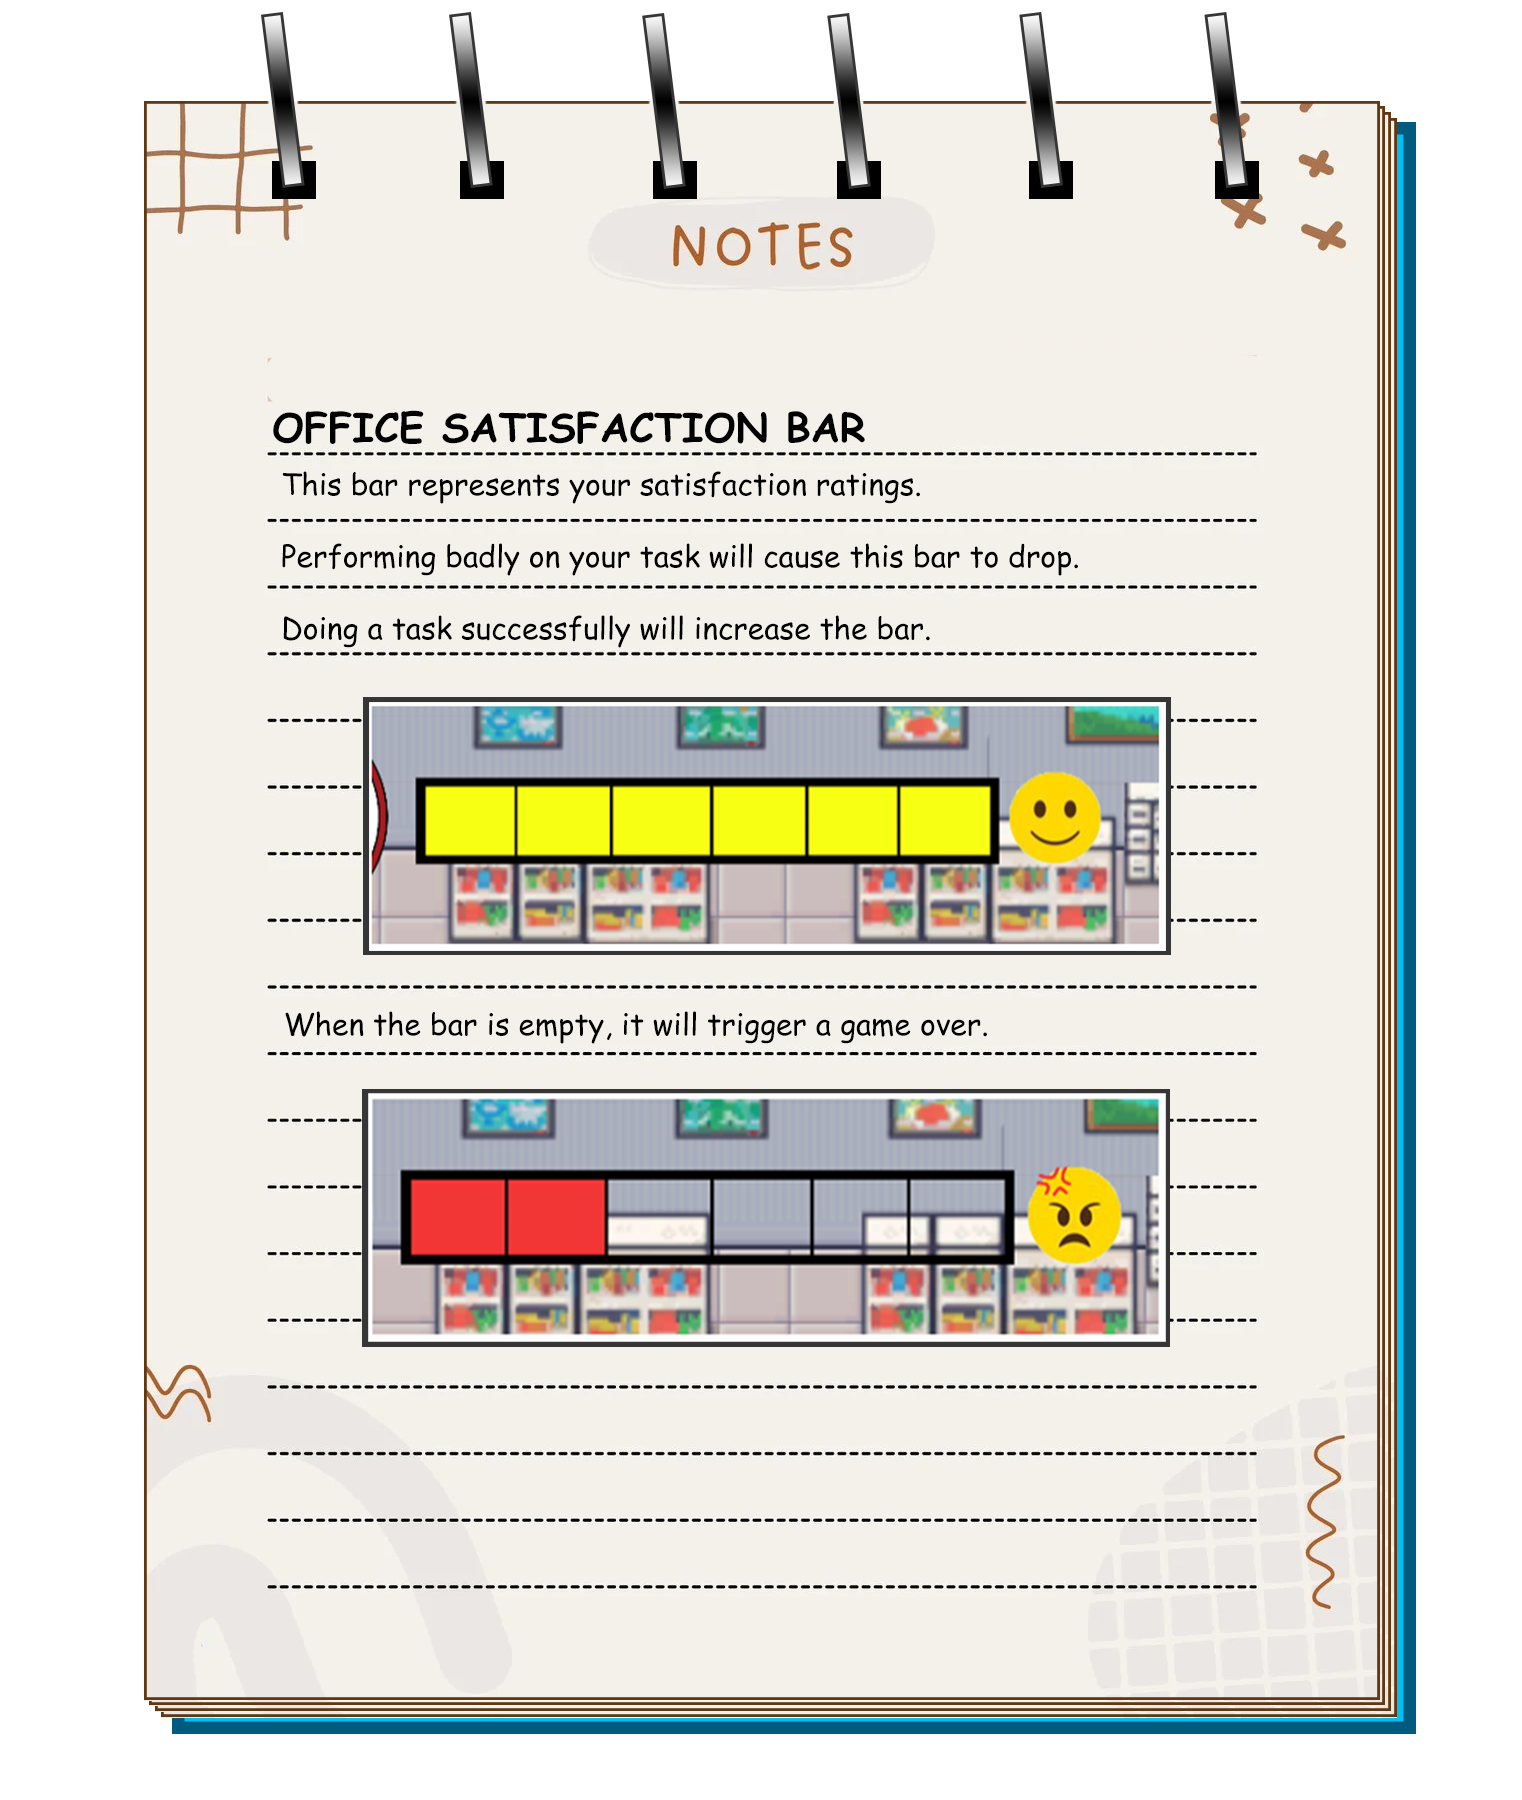 NOTES
OFFICE SATISFACTION BAR
This bar represents your satisfaction ratings.
Performing badly on your task will cause this bar to drop.
Doing a task successfully will increase the bar.
When the bar is empty, it will trigger a game over.